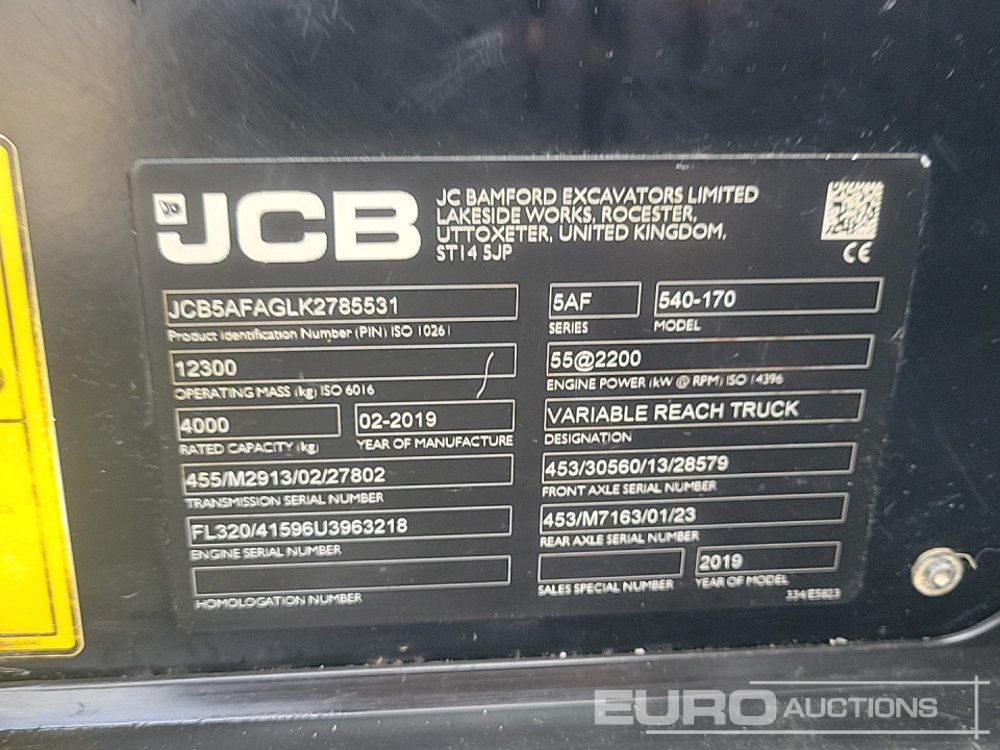 JCB
JC BAMFORD EXCAVATORS LIMITED
LAKESIDE WORKS, ROCESTER,
UTTOXETER, UNITED KINGDOM,
ST14 5JP
CE
JCB5AFAGLK2785531
Product Identification Number (PIN) ISO 10261
5AF
SERIES
540-170
MODEL
12300
OPERATING MASS (kg) ISO 6016
55@2200
ENGINE POWER (kW @ RPM) ISO 14396
4000
RATED CAPACITY (kg)
02-2019
YEAR OF MANUFACTURE
VARIABLE REACH TRUCK
DESIGNATION
455/M2913/02/27802
TRANSMISSION SERIAL NUMBER
453/30560/13/28579
FRONT AXLE SERIAL NUMBER
FL320/41596U3963218
ENGINE SERIAL NUMBER
453/M7163/01/23
REAR AXLE SERIAL NUMBER
HOMOLOGATION NUMBER
SALES SPECIAL NUMBER
2019
YEAR OF MODEL
334/E5823
EURO AUCTIONS